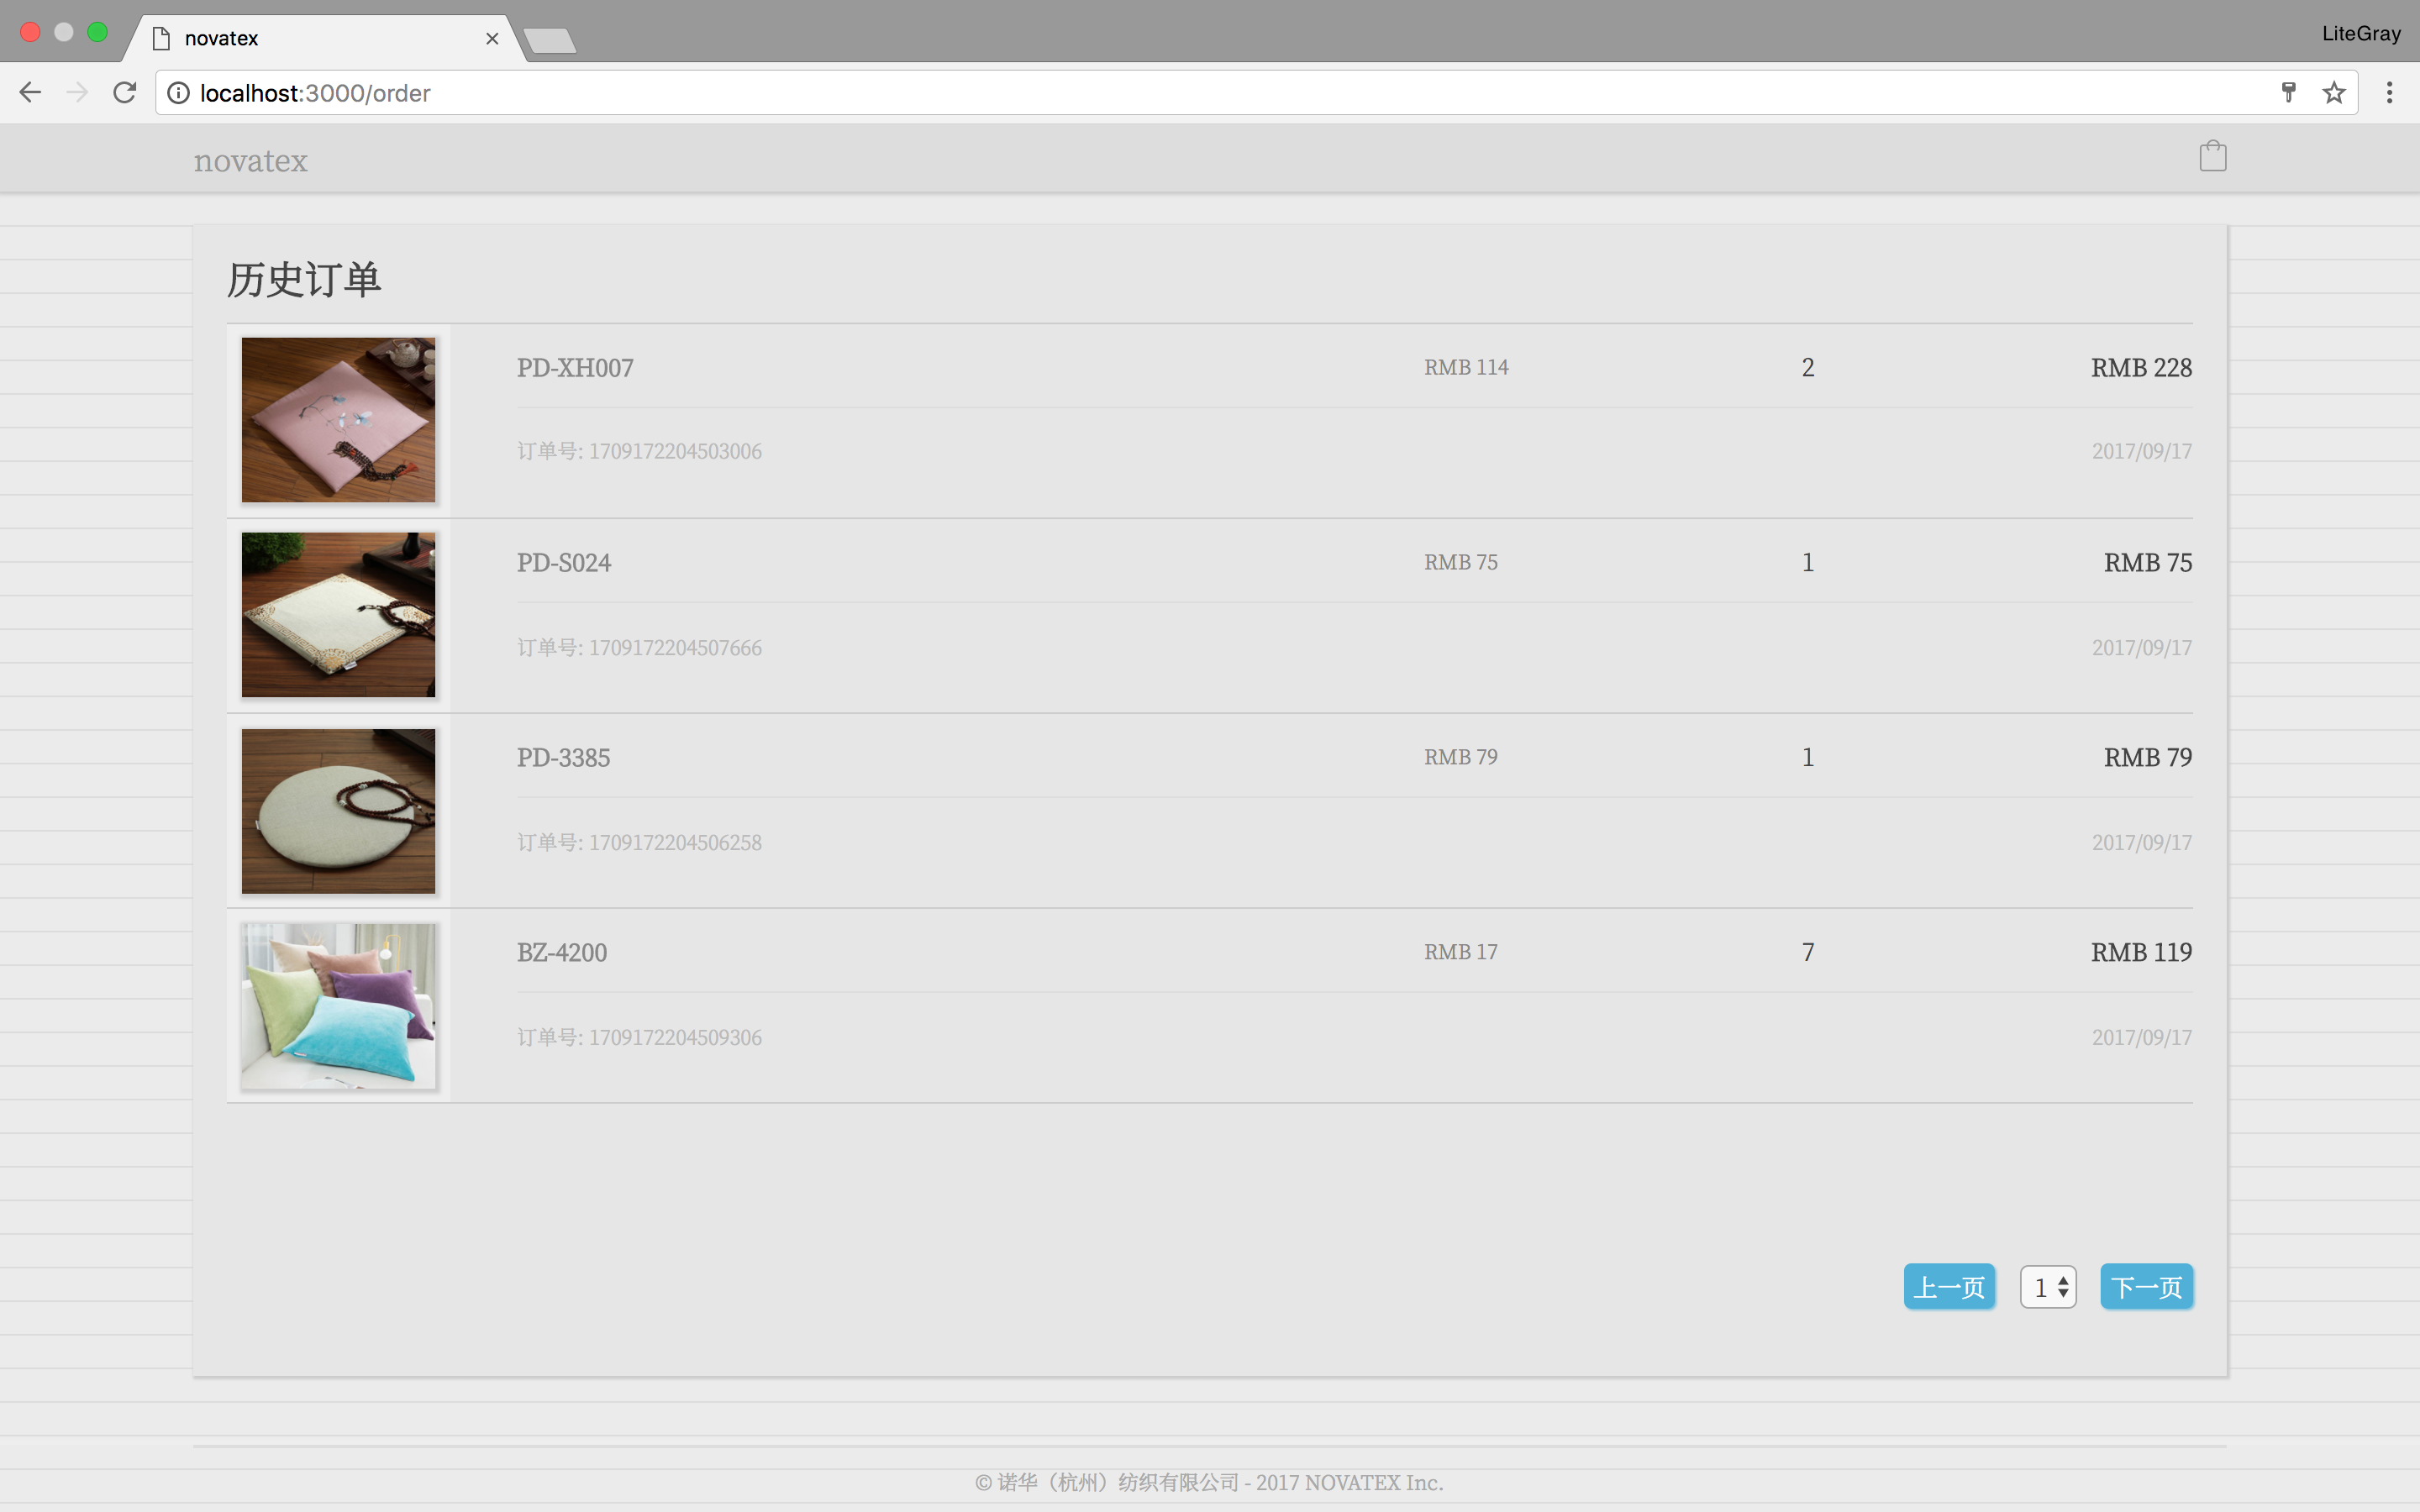 novatex
LiteGray
localhost:3000/order
novatex
历史订单
PD-XH007 RMB 114 2 RMB 228
订单号: 1709172204503006 2017/09/17
PD-S024 RMB 75 1 RMB 75
订单号: 1709172204507666 2017/09/17
PD-3385 RMB 79 1 RMB 79
订单号: 1709172204506258 2017/09/17
BZ-4200 RMB 17 7 RMB 119
订单号: 1709172204509306 2017/09/17
上一页 1 下一页
© 诺华（杭州）纺织有限公司 - 2017 NOVATEX Inc.